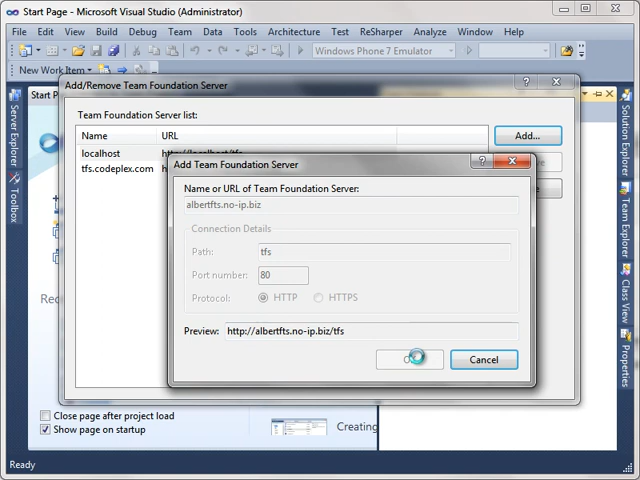 Start Page - Microsoft Visual Studio (Administrator)
File Edit View Build Debug Team Data Tools Architecture Test ReSharper Analyze Window Help
Windows Phone 7 Emulator
New Work Item
Server Explorer
Toolbox
Start
Add/Remove Team Foundation Server
Team Foundation Server list:
Name URL
localhost http://localhost/tfs
tfs.codeplex.com
Add...
Add Team Foundation Server
Name or URL of Team Foundation Server:
albertfts.no-ip.biz
Connection Details
Path: tfs
Port number: 80
Protocol: HTTP HTTPS
Preview: http://albertfts.no-ip.biz/tfs
Cancel
Close page after project load
Show page on startup
Creating
Solution Explorer
Team Explorer
Class View
Properties
Ready